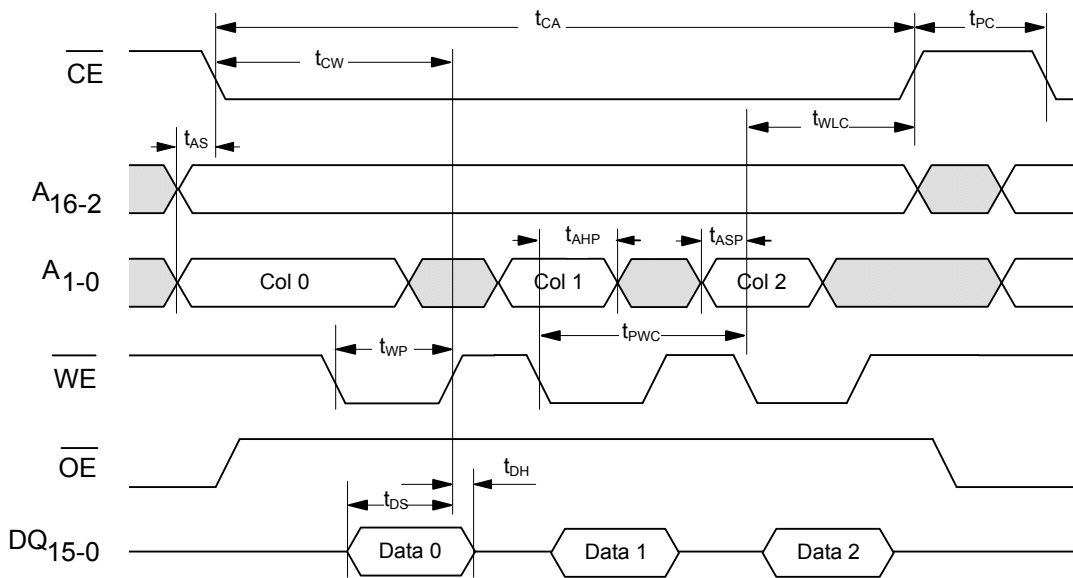 tCA
tPC
tCW
CE
tWLC
tAS
A16-2
tAHP
tASP
A1-0
Col 0
Col 1
Col 2
tPWC
tWP
WE
OE
tDH
tDS
DQ15-0
Data 0
Data 1
Data 2